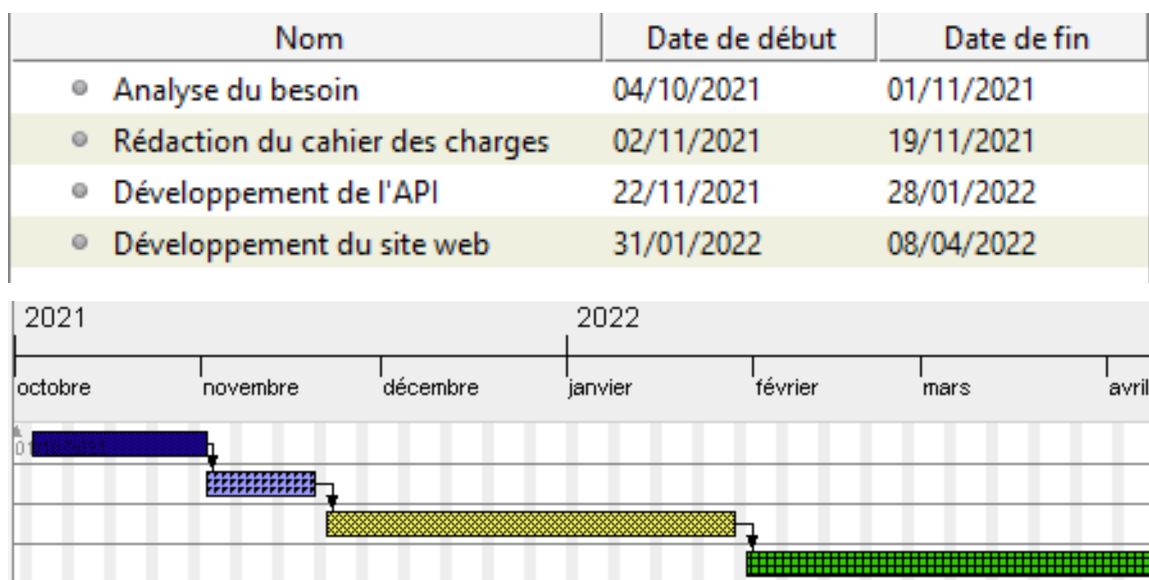 Nom Date de début Date de fin
Analyse du besoin 04/10/2021 01/11/2021
Rédaction du cahier des charges 02/11/2021 19/11/2021
Développement de l'API 22/11/2021 28/01/2022
Développement du site web 31/01/2022 08/04/2022
2021 2022
octobre novembre décembre janvier février mars avril